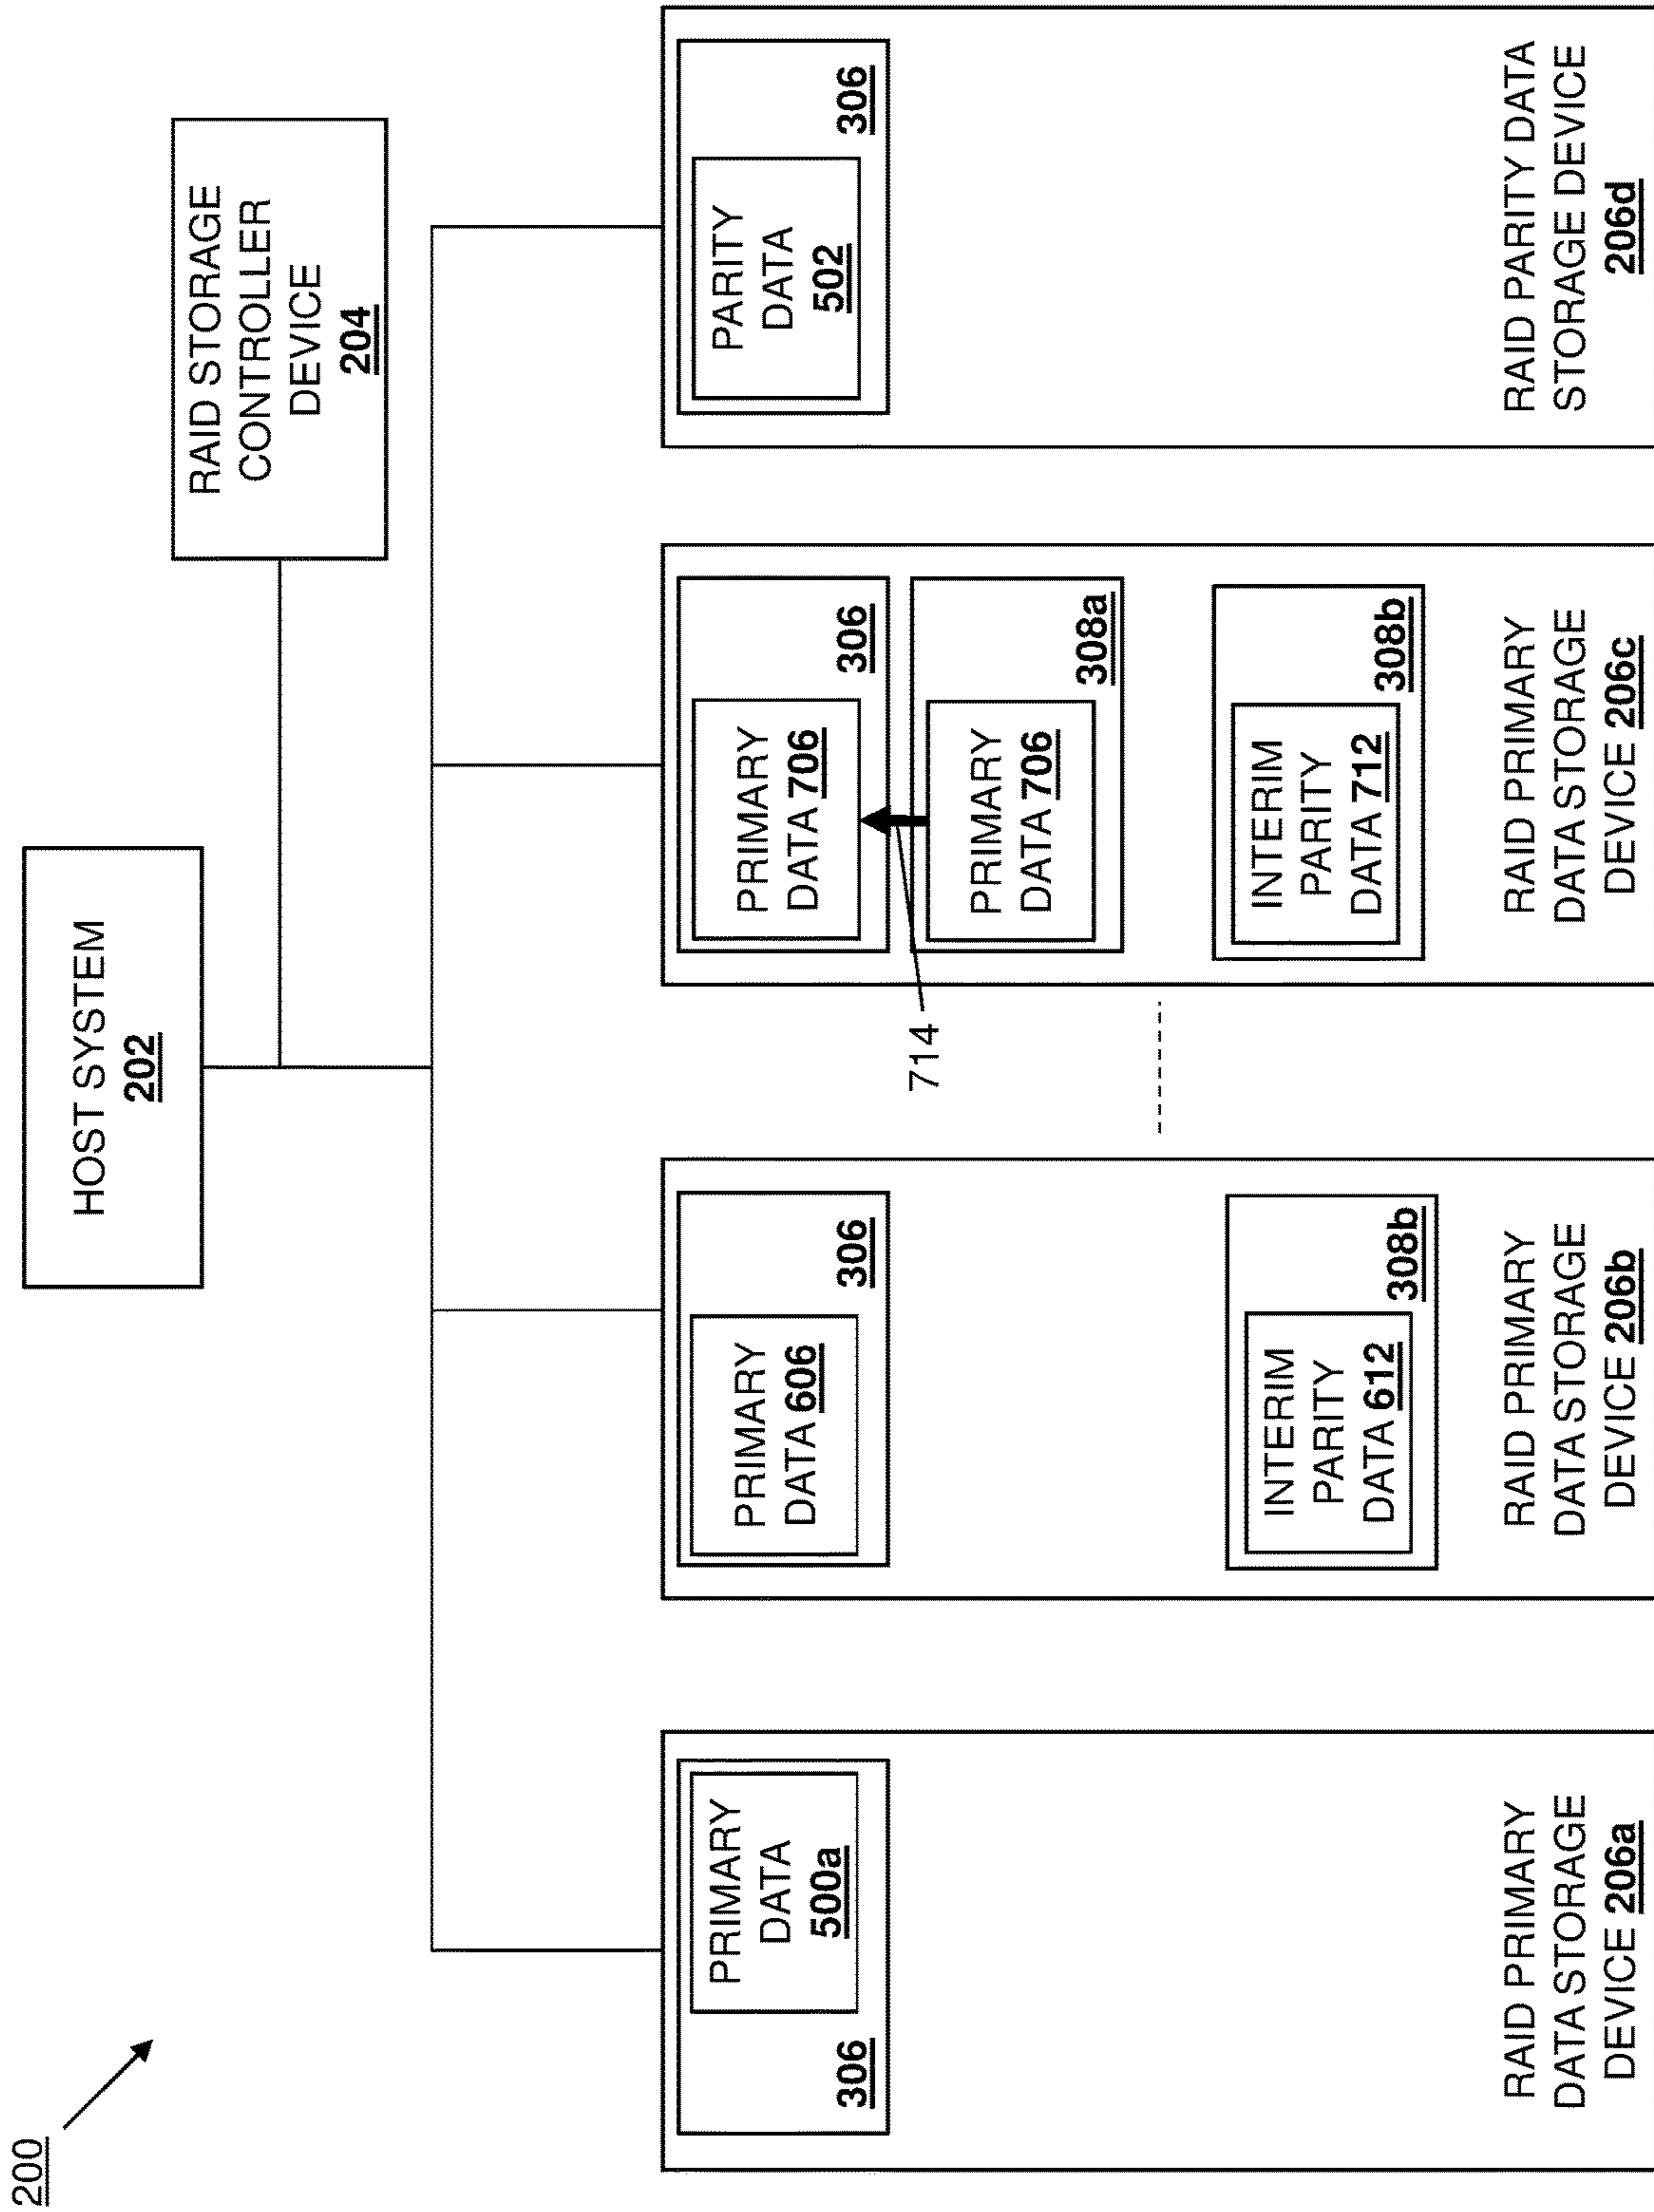 200
HOST SYSTEM
202
RAID STORAGE
CONTROLLER
DEVICE
204
PRIMARY
DATA
500a
306
RAID PRIMARY
DATA STORAGE
DEVICE 206a
PRIMARY
DATA 606
306
INTERIM
PARITY
DATA 612
308b
RAID PRIMARY
DATA STORAGE
DEVICE 206b
714
PRIMARY
DATA 706
306
PRIMARY
DATA 706
308a
INTERIM
PARITY
DATA 712
308b
RAID PRIMARY
DATA STORAGE
DEVICE 206c
PARITY
DATA
502
306
RAID PARITY DATA
STORAGE DEVICE
206d